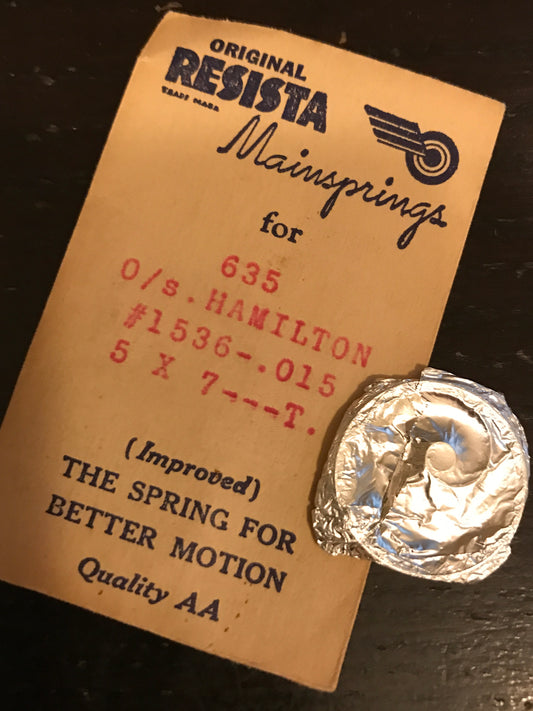 ORIGINAL
RESISTA
TRADE MARK
Mainsprings
for
635
O/s. HAMILTON
#1536-.015
5 X 7---T.
(Improved)
THE SPRING FOR
BETTER MOTION
Quality AA